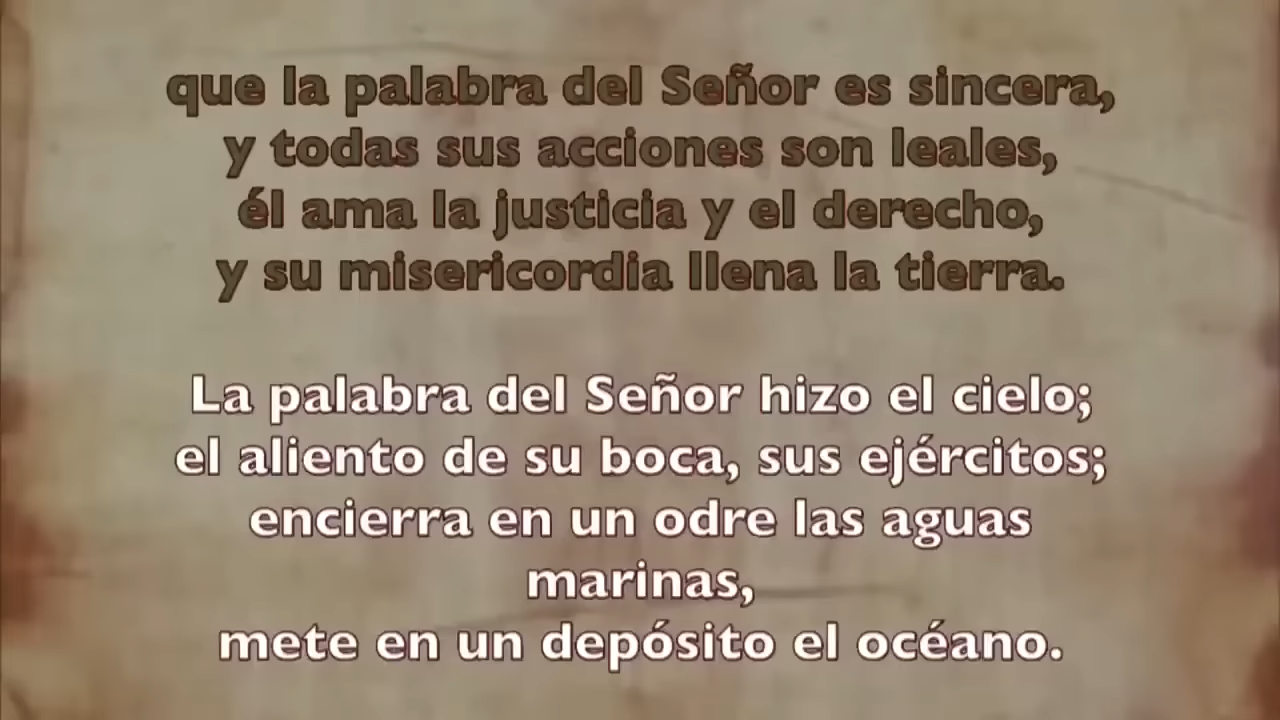 que la palabra del Señor es sincera,
y todas sus acciones son leales,
él ama la justicia y el derecho,
y su misericordia llena la tierra.
La palabra del Señor hizo el cielo;
el aliento de su boca, sus ejércitos;
encierra en un odre las aguas
marinas,
mete en un depósito el océano.